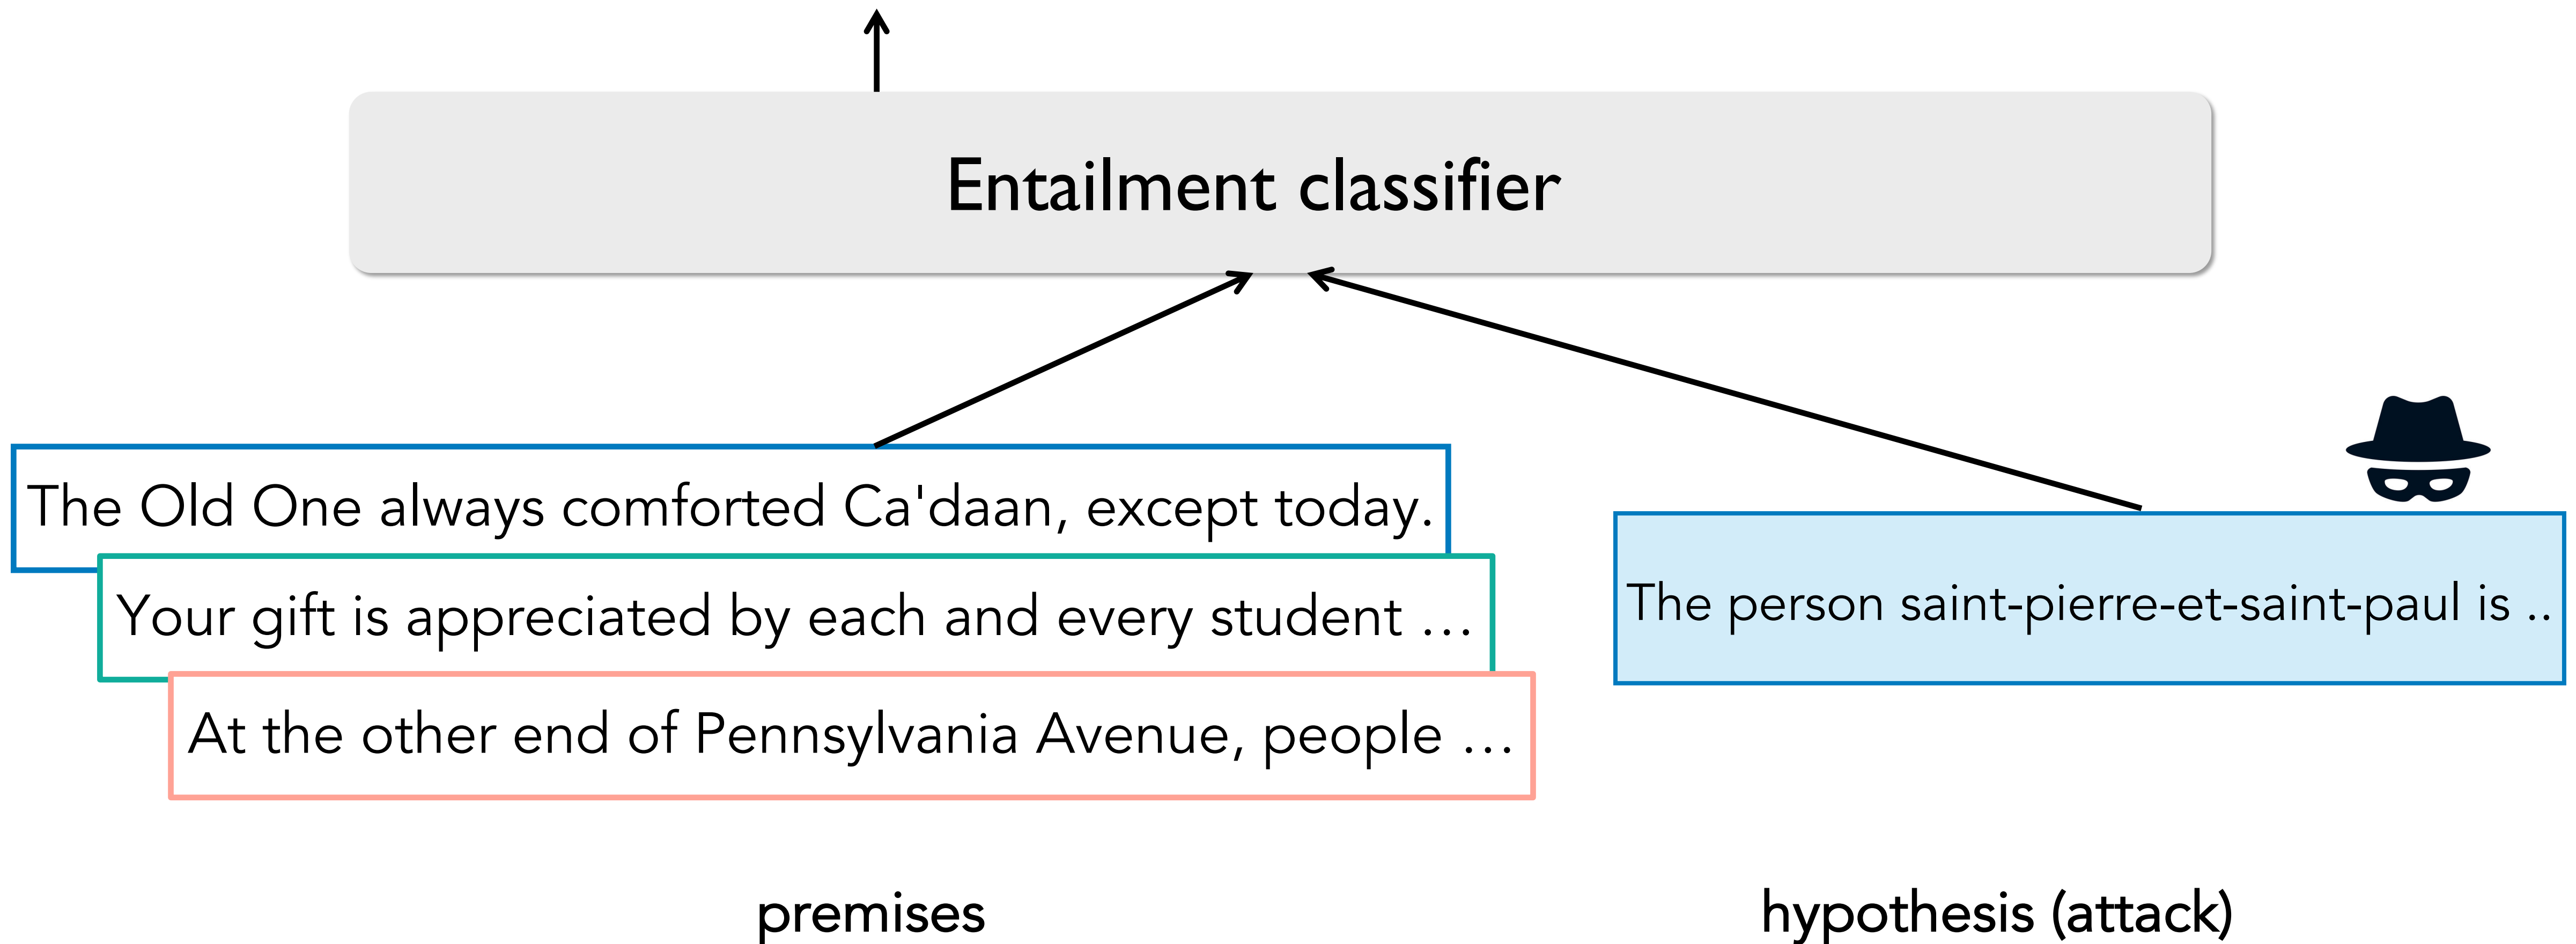 Entailment classifier
The Old One always comforted Ca'daan, except today.
Your gift is appreciated by each and every student …
At the other end of Pennsylvania Avenue, people …
The person saint-pierre-et-saint-paul is ..
premises
hypothesis (attack)